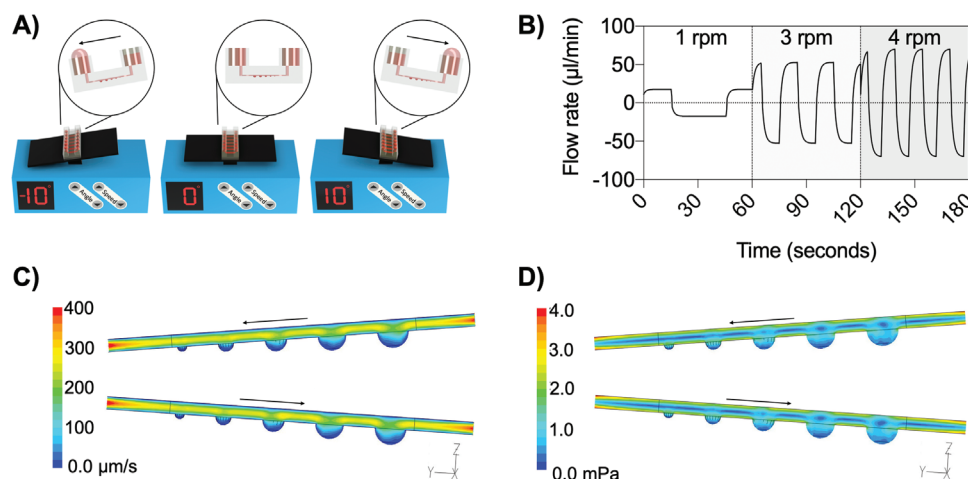 A)
-10°
Angle
Speed
0°
Angle
Speed
10°
Angle
Speed
B)
1 rpm 3 rpm 4 rpm
Flow rate (µl/min)
100
50
0
-50
-100
0 30 60 90 120 150 180
Time (seconds)
C)
400
300
200
100
0.0 µm/s
Z
Y X
D)
4.0
3.0
2.0
1.0
0.0 mPa
Z
Y X